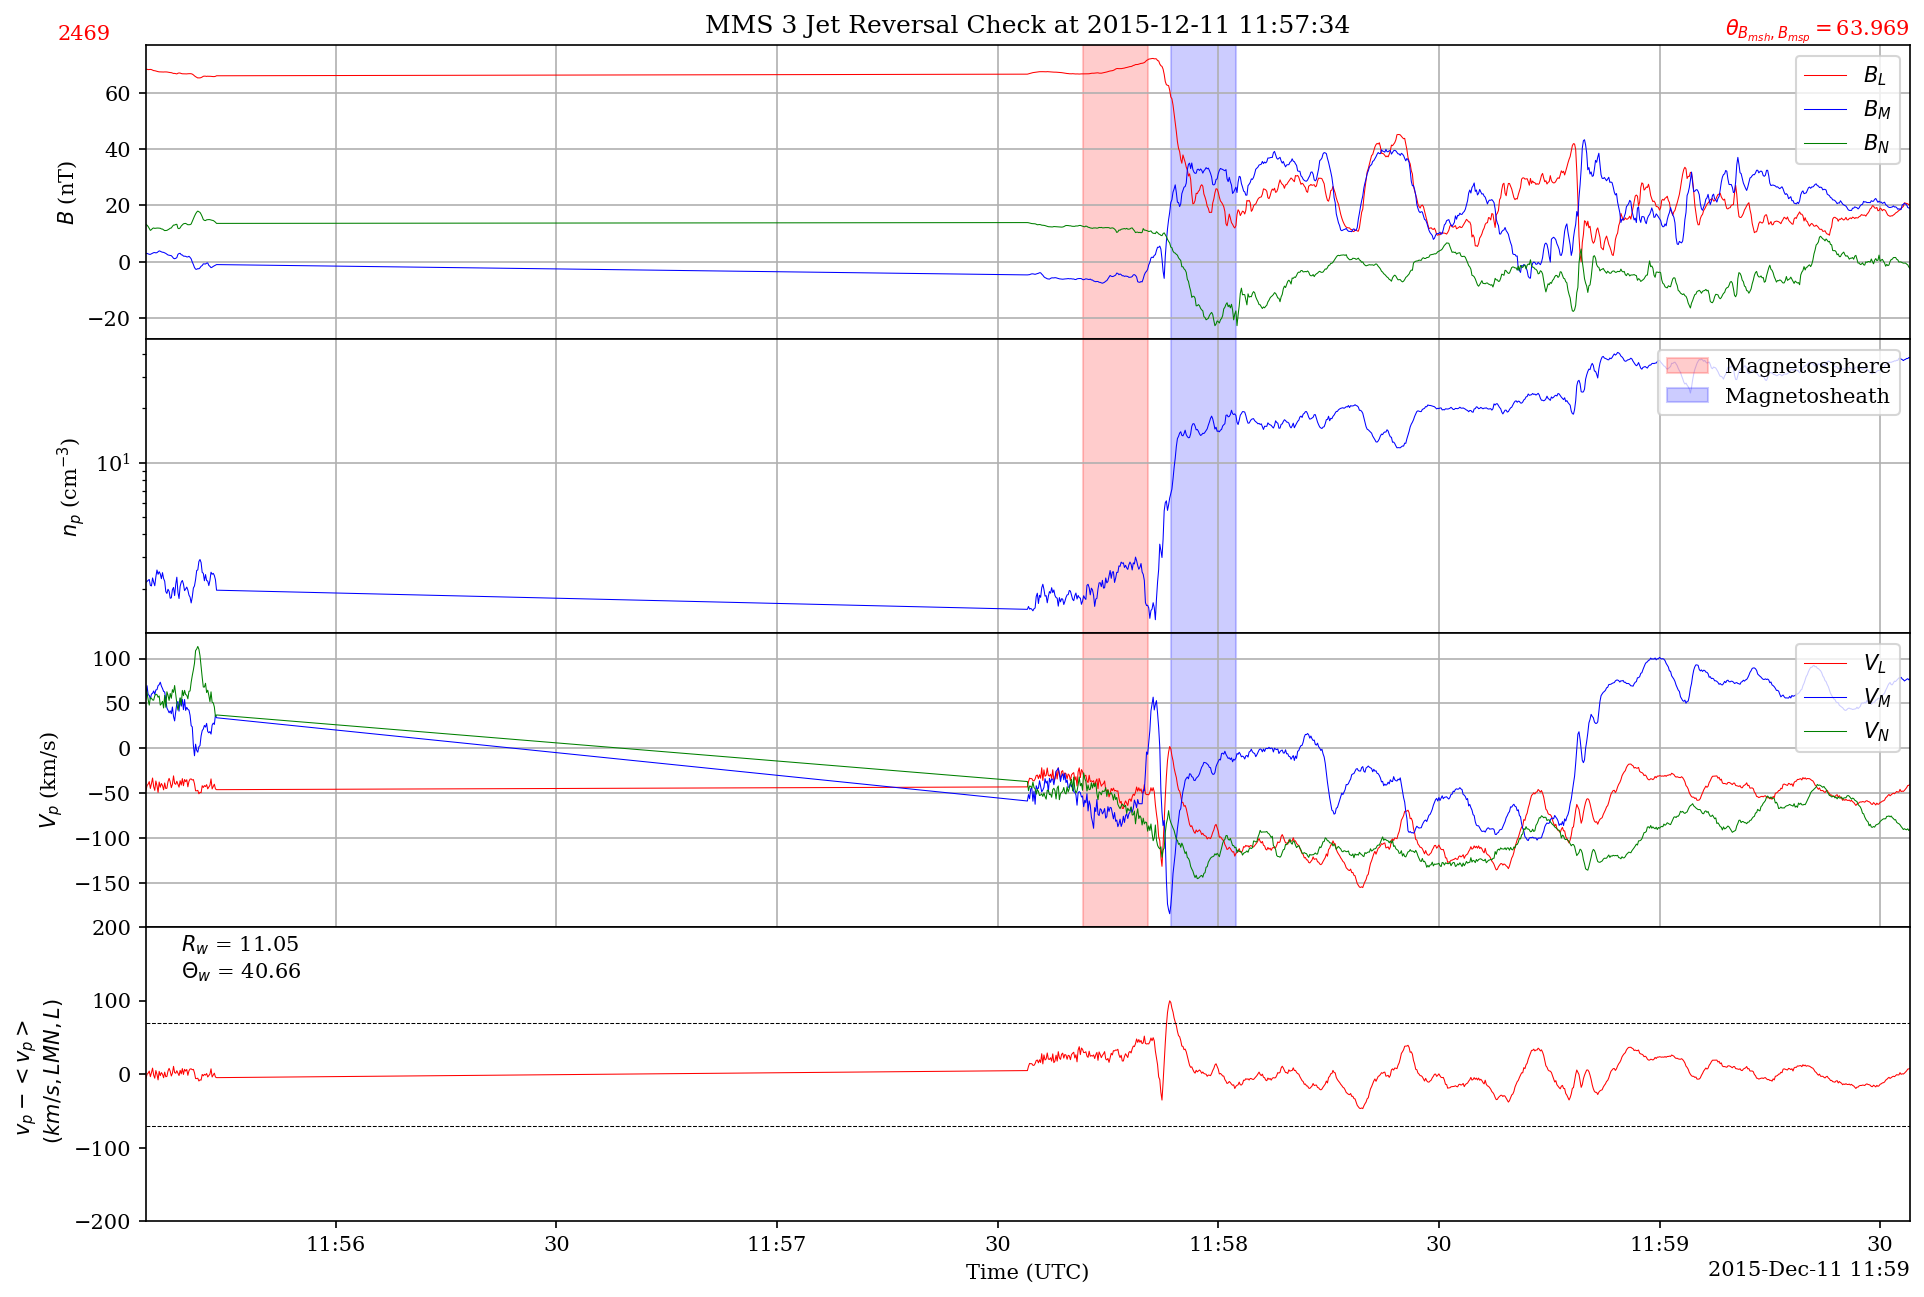 2469
MMS 3 Jet Reversal Check at 2015-12-11 11:57:34
θ_{B_{msh}, B_{msp}} = 63.969
B (nT)
60
40
20
0
−20
B_L
B_M
B_N
n_p (cm^{−3})
10^1
Magnetosphere
Magnetosheath
V_p (km/s)
100
50
0
−50
−100
−150
V_L
V_M
V_N
v_p − <v_p>
(km/s, LMN, L)
200
100
0
−100
−200
R_w = 11.05
Θ_w = 40.66
11:56
30
11:57
30
11:58
30
11:59
30
Time (UTC)
2015-Dec-11 11:59